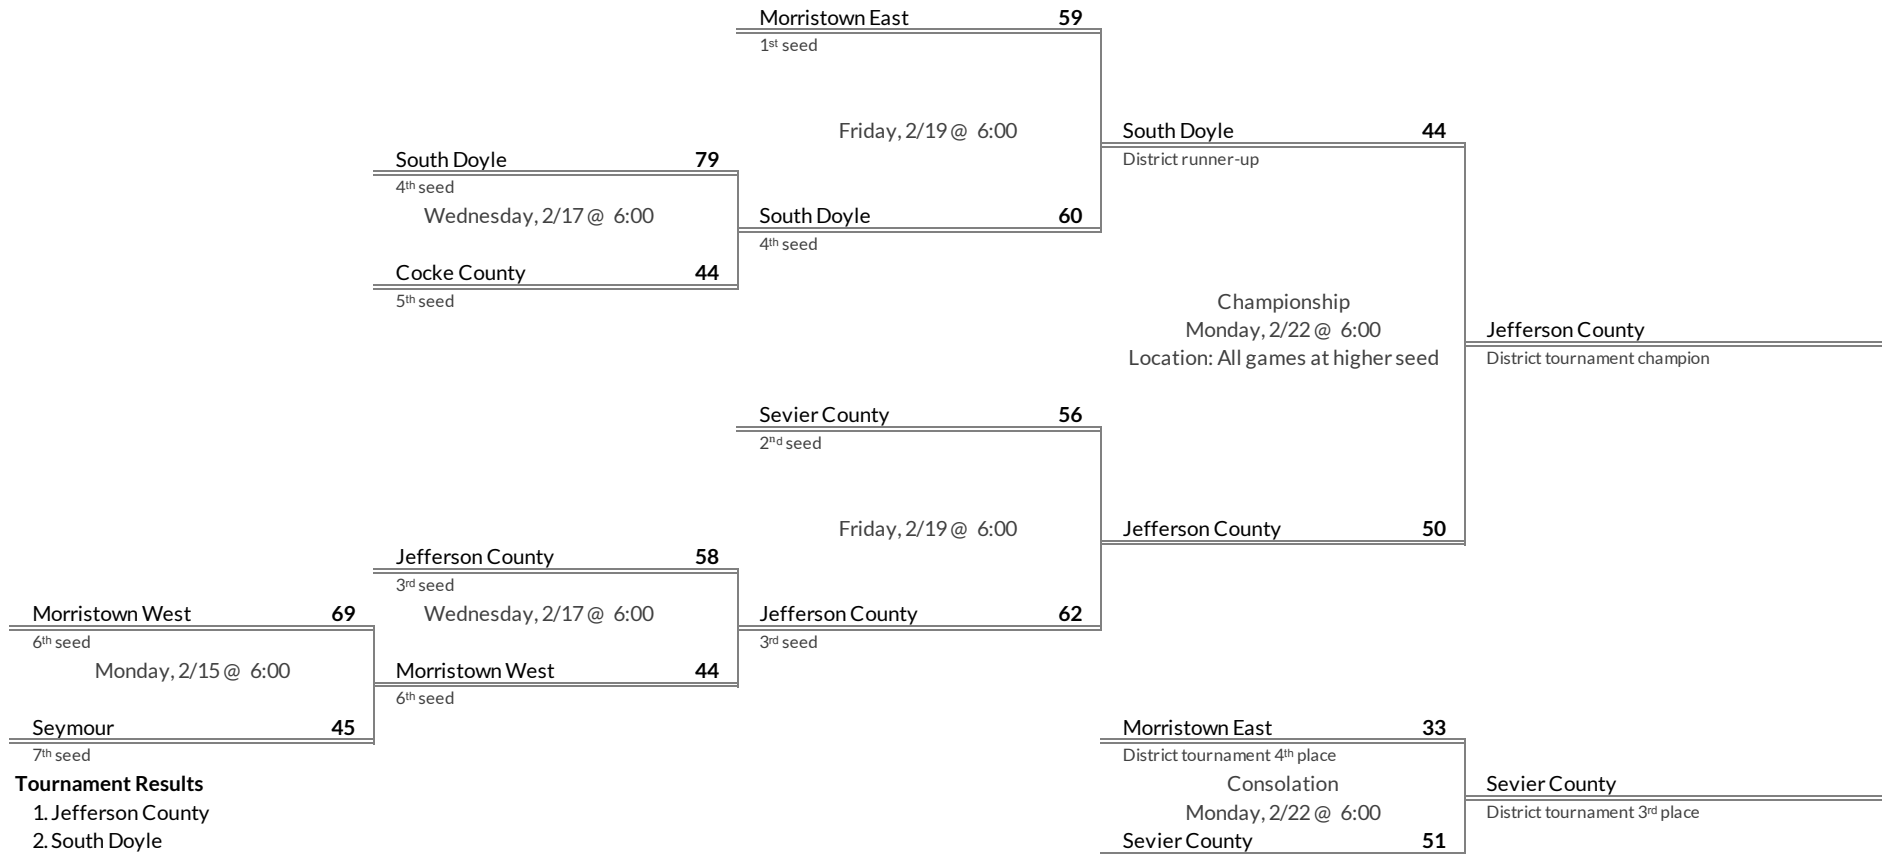 Morristown East 59
1st seed
Friday, 2/19 @ 6:00
South Doyle 44
District runner-up
South Doyle 79
4th seed
Wednesday, 2/17 @ 6:00
South Doyle 60
4th seed
Cocke County 44
5th seed
Championship
Monday, 2/22 @ 6:00
Location: All games at higher seed
Jefferson County
District tournament champion
Sevier County 56
2nd seed
Friday, 2/19 @ 6:00
Jefferson County 50
Jefferson County 58
3rd seed
Wednesday, 2/17 @ 6:00
Jefferson County 62
3rd seed
Morristown West 69
6th seed
Monday, 2/15 @ 6:00
Morristown West 44
6th seed
Seymour 45
7th seed
Morristown East 33
District tournament 4th place
Consolation
Monday, 2/22 @ 6:00
Sevier County 51
Sevier County
District tournament 3rd place
Tournament Results
1. Jefferson County
2. South Doyle